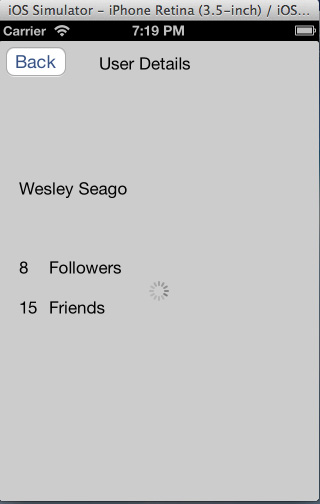 iOS Simulator - iPhone Retina (3.5-inch) / iOS...
Carrier 7:19 PM
Back User Details
Wesley Seago
8 Followers
15 Friends